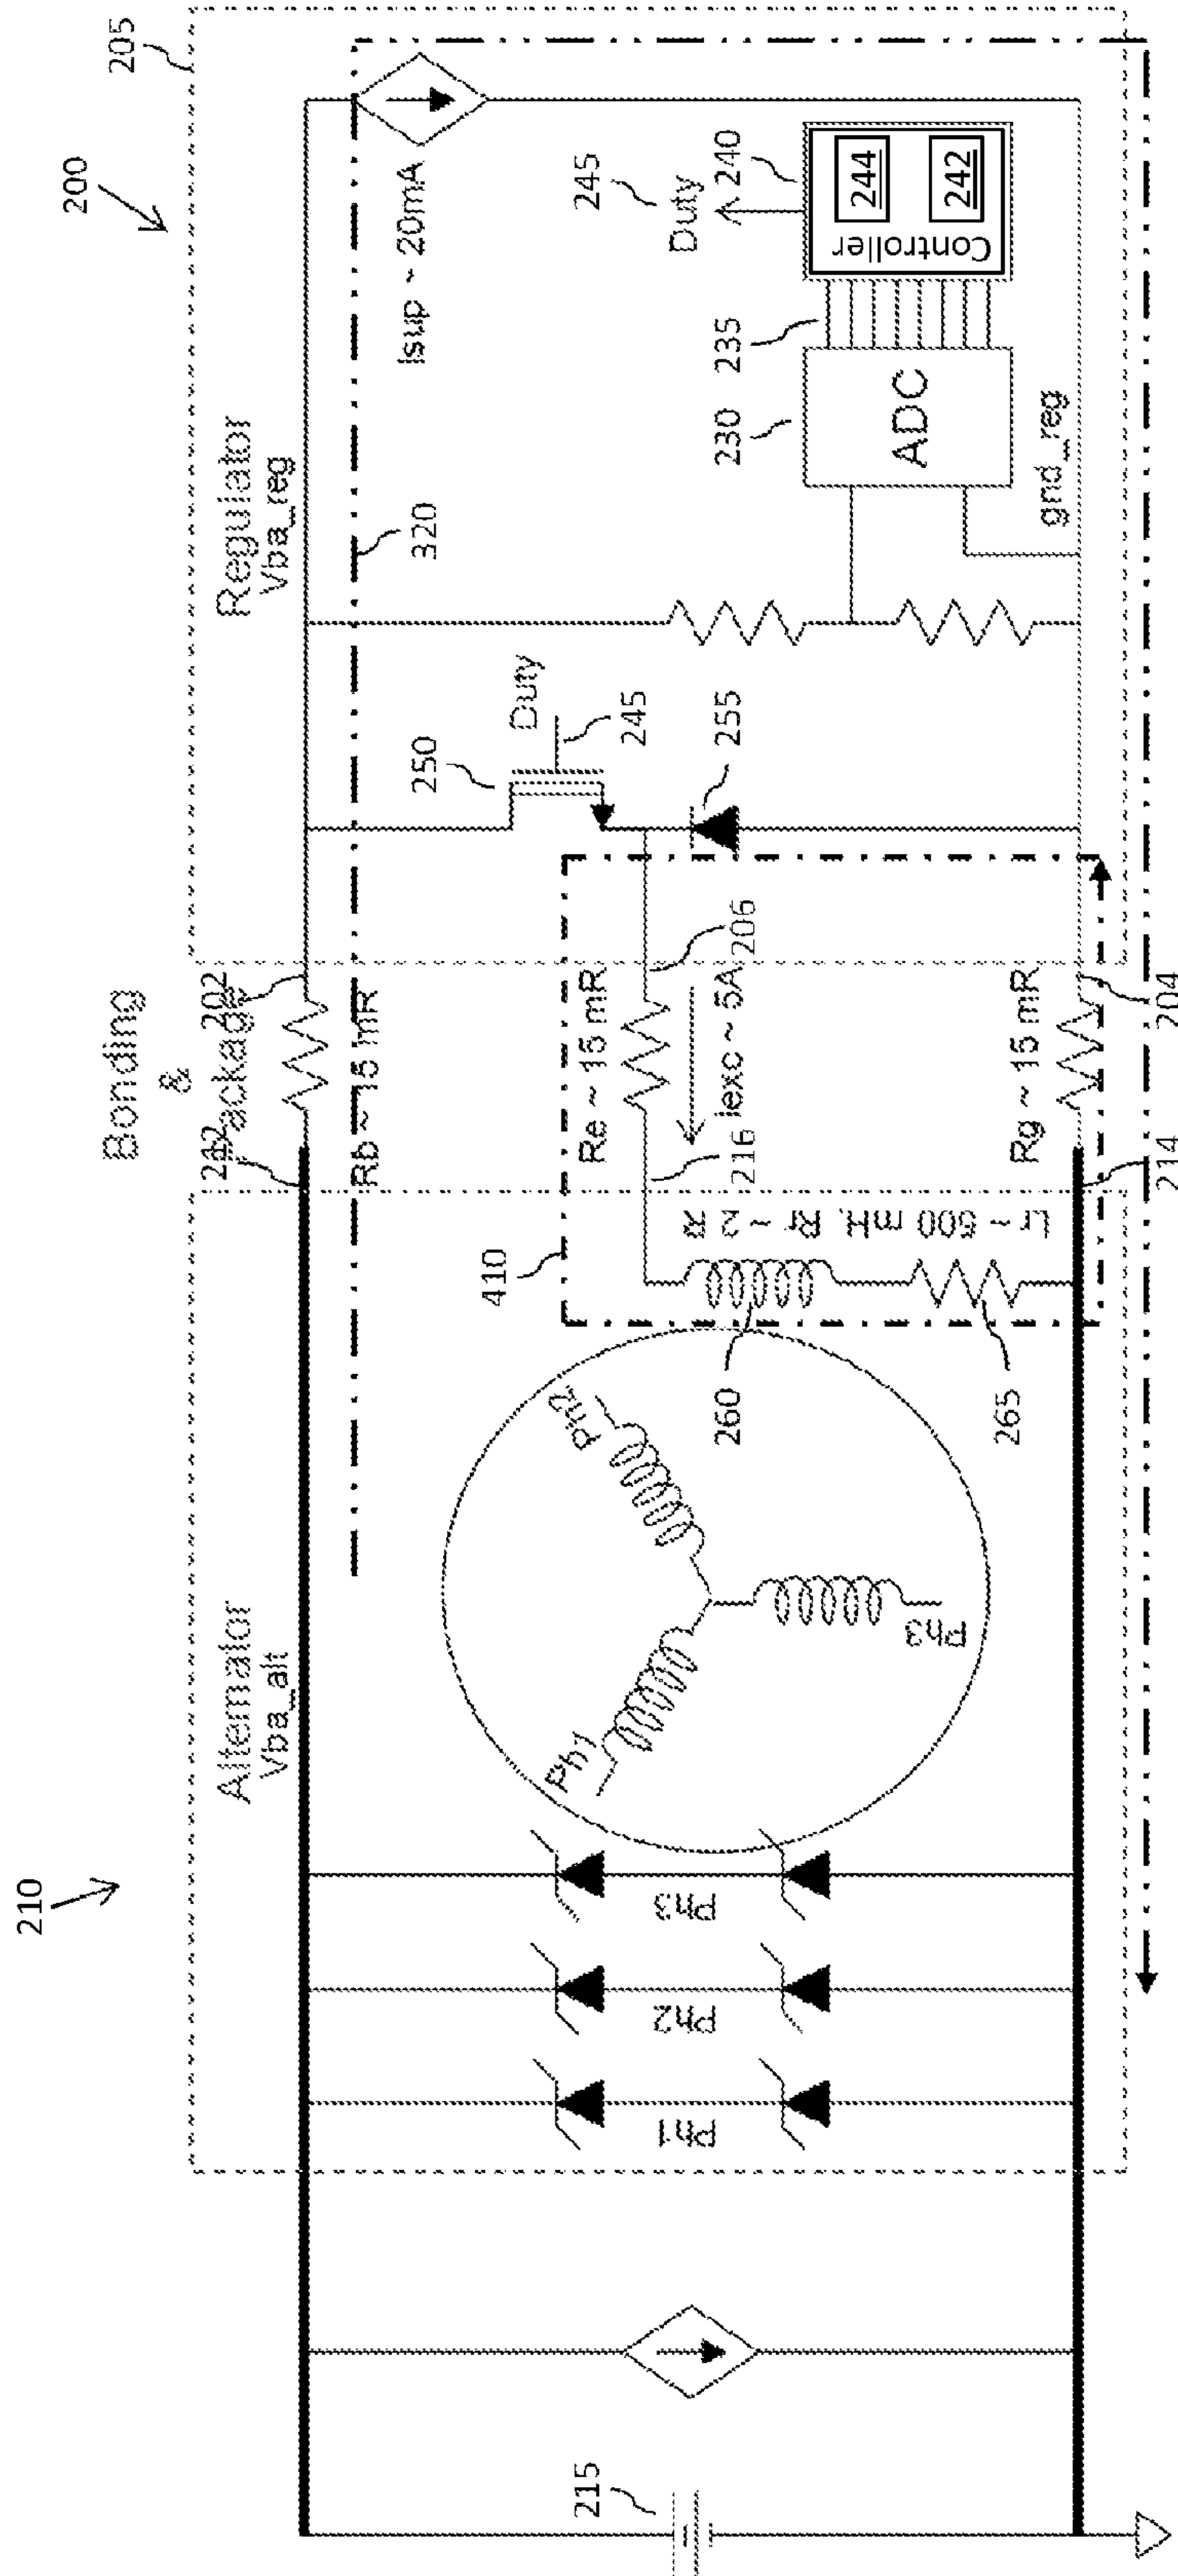 210
200
205
Alternator
Vba_alt
Bonding
&
Package
Regulator
Vba_reg
212
202
Rb ~ 15 mR
320
Isup ~ 20mA
410
250
Duty
245
Duty
245
215
Ph1
Ph2
Ph3
Ph1
Ph2
Ph3
260
265
Lr ~ 500 mH, Rr ~ 2 R
Re ~ 15 mR
216
Iexc ~ 5A
206
255
230
ADC
235
240
Controller
244
242
gnd_reg
Rg ~ 15 mR
214
204